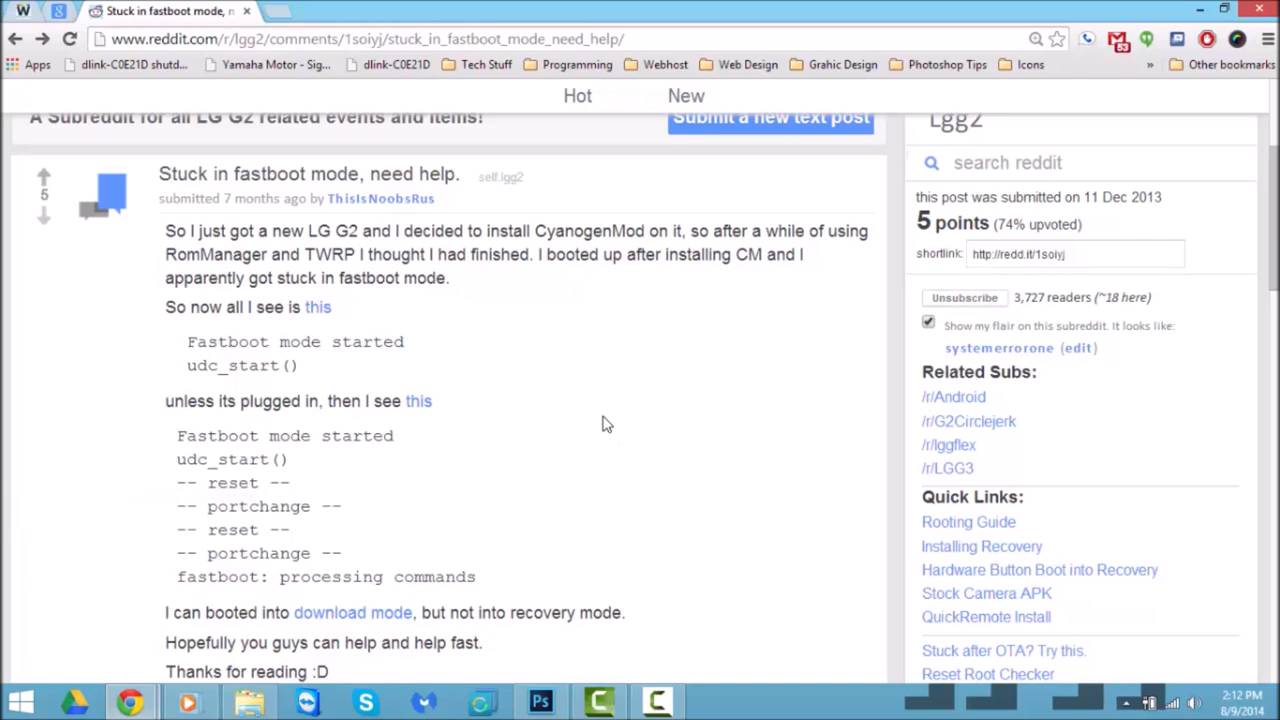 Stuck in fastboot mode, n
www.reddit.com/r/lgg2/comments/1soiyj/stuck_in_fastboot_mode_need_help/
53
Apps dlink-C0E21D shutd... Yamaha Motor - Sig... dlink-C0E21D Tech Stuff Programming Webhost Web Design Grahic Design Photoshop Tips Icons » Other bookmarks
Hot New
A Subreddit for all LG G2 related events and items!
Submit a new text post
Lgg2
search reddit
Stuck in fastboot mode, need help. self.lgg2
submitted 7 months ago by ThisIsNoobsRus
5
So I just got a new LG G2 and I decided to install CyanogenMod on it, so after a while of using
RomManager and TWRP I thought I had finished. I booted up after installing CM and I
apparently got stuck in fastboot mode.
So now all I see is this
Fastboot mode started
udc_start()
unless its plugged in, then I see this
Fastboot mode started
udc_start()
-- reset --
-- portchange --
-- reset --
-- portchange --
fastboot: processing commands
I can booted into download mode, but not into recovery mode.
Hopefully you guys can help and help fast.
Thanks for reading :D
this post was submitted on 11 Dec 2013
5 points (74% upvoted)
shortlink: http://redd.it/1soiyj
Unsubscribe 3,727 readers (~18 here)
Show my flair on this subreddit. It looks like:
systemerrorone (edit)
Related Subs:
/r/Android
/r/G2Circlejerk
/r/lggflex
/r/LGG3
Quick Links:
Rooting Guide
Installing Recovery
Hardware Button Boot into Recovery
Stock Camera APK
QuickRemote Install
Stuck after OTA? Try this.
Reset Root Checker
2:12 PM
8/9/2014